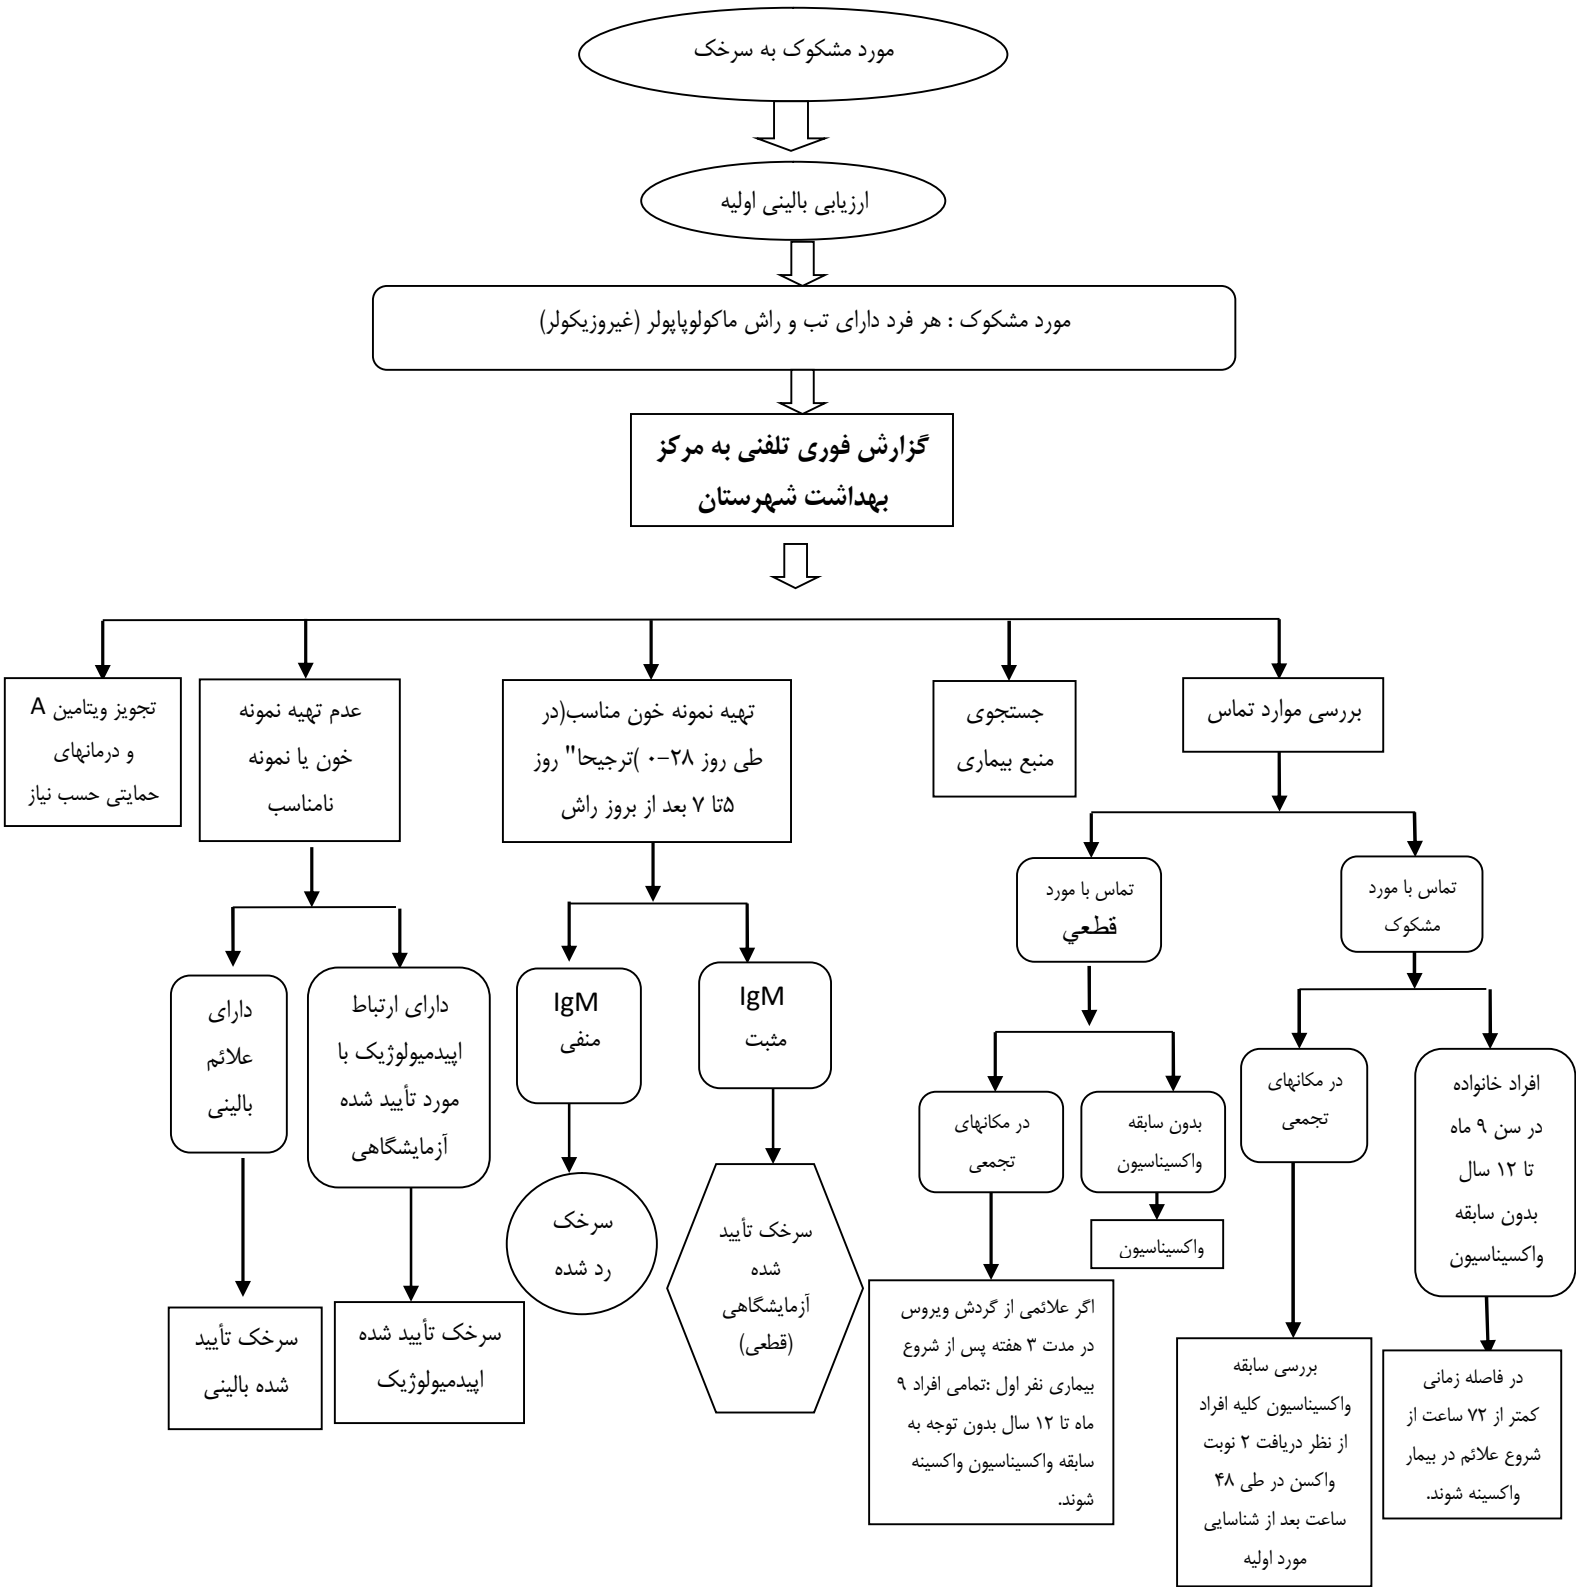 مورد مشکوک به سرخک
ارزیابی بالینی اولیه
مورد مشکوک : هر فرد دارای تب و راش ماکولوپاپولر (غیروزیکولر)
گزارش فوری تلفنی به مرکز
بهداشت شهرستان
بررسی موارد تماس
جستجوی
منبع بیماری
تهیه نمونه خون مناسب(در
طی روز ۲۸-۰ )ترجیحا" روز
۵تا ۷ بعد از بروز راش
عدم تهیه نمونه
خون یا نمونه
نامناسب
تجویز ویتامین A
و درمانهای
حمایتی حسب نیاز
تماس با مورد
مشکوک
تماس با مورد
قطعي
افراد خانواده
در سن ۹ ماه
تا ۱۲ سال
بدون سابقه
واکسیناسیون
در مکانهای
تجمعی
بدون سابقه
واکسیناسیون
در مکانهای
تجمعی
IgM
مثبت
IgM
منفی
دارای ارتباط
اپیدمیولوژیک با
مورد تأیید شده
آزمایشگاهی
دارای
علائم
بالینی
در فاصله زمانی
کمتر از ۷۲ ساعت از
شروع علائم در بیمار
واکسینه شوند.
بررسی سابقه
واکسیناسیون کلیه افراد
از نظر دریافت ۲ نوبت
واکسن در طی ۴۸
ساعت بعد از شناسایی
مورد اولیه
واکسیناسیون
اگر علائمی از گردش ویروس
در مدت ۳ هفته پس از شروع
بیماری نفر اول :تمامی افراد ۹
ماه تا ۱۲ سال بدون توجه به
سابقه واکسیناسیون واکسینه
شوند.
سرخک تأیید
شده
آزمایشگاهی
(قطعی)
سرخک
رد شده
سرخک تأیید شده
اپیدمیولوژیک
سرخک تأیید
شده بالینی